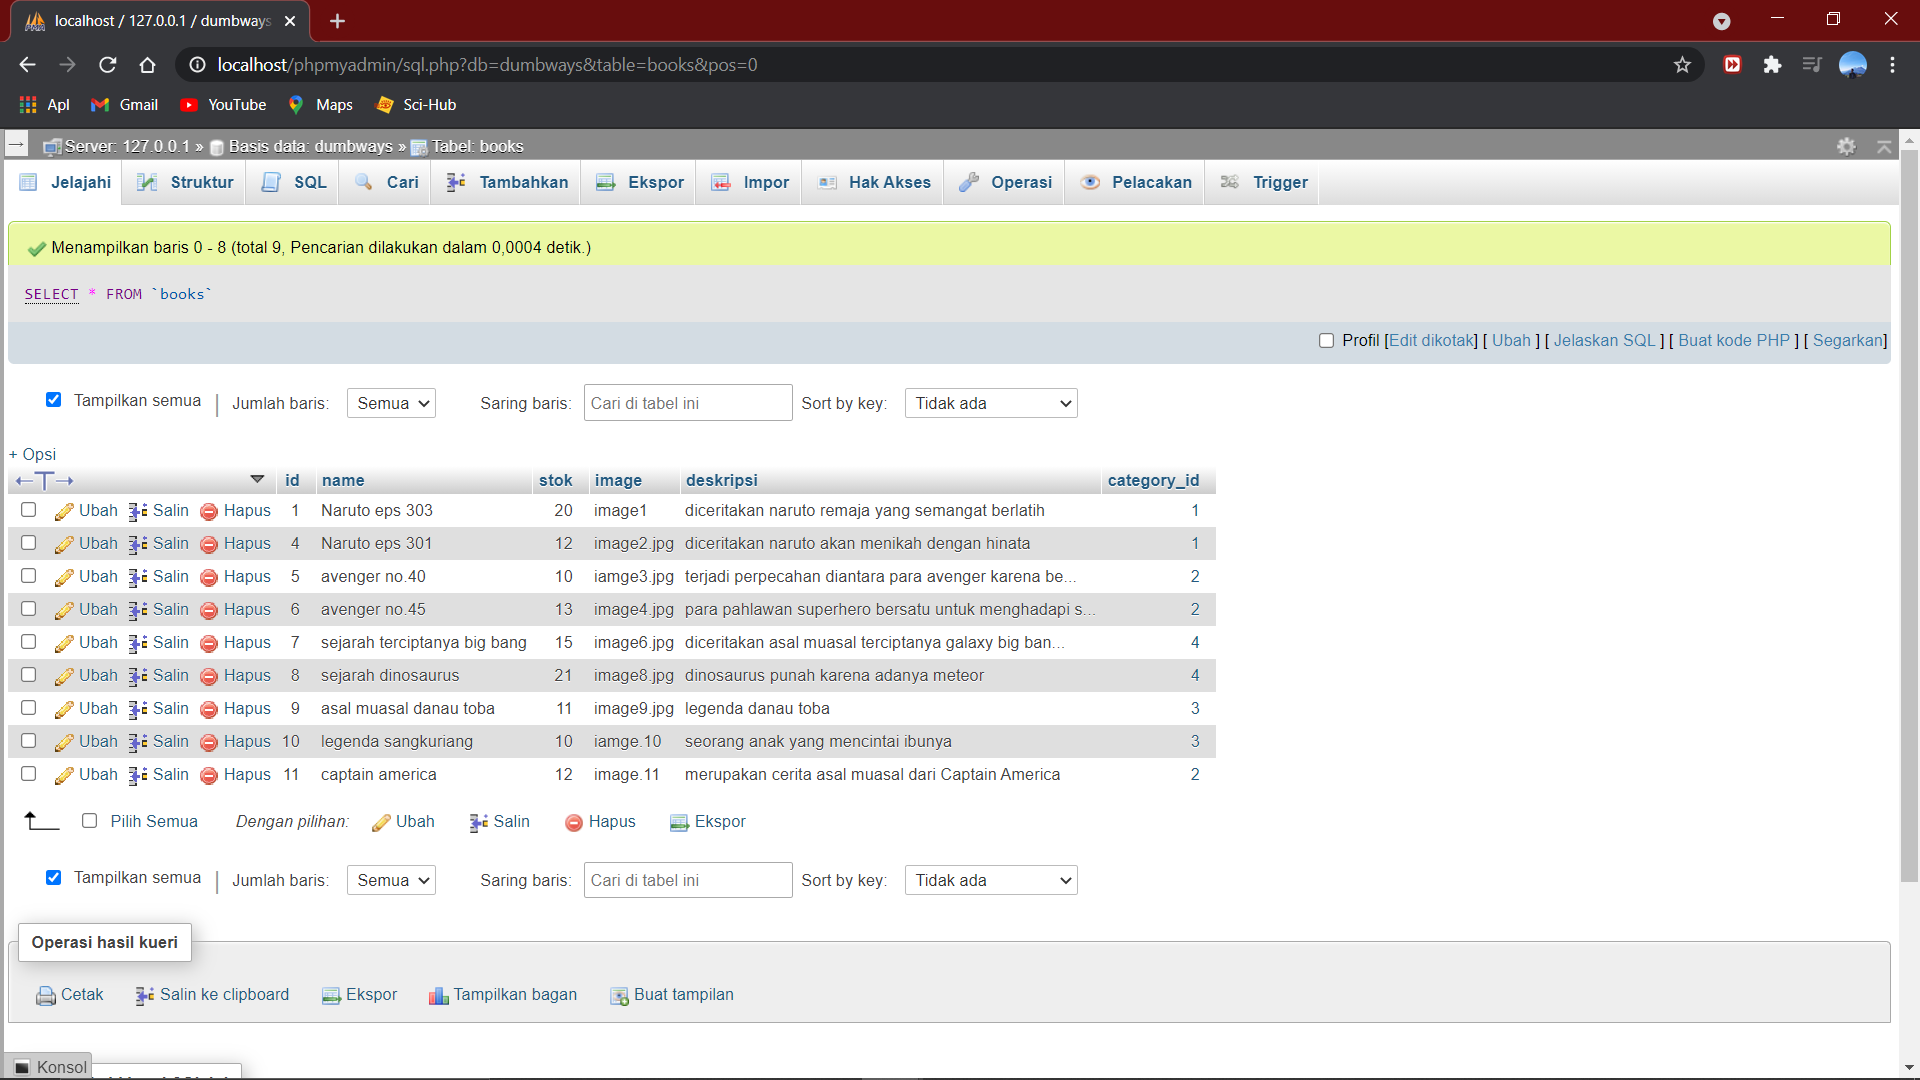 localhost / 127.0.0.1 / dumbways
localhost/phpmyadmin/sql.php?db=dumbways&table=books&pos=0
Apl Gmail YouTube Maps Sci-Hub
Server: 127.0.0.1 » Basis data: dumbways » Tabel: books
Jelajahi Struktur SQL Cari Tambahkan Ekspor Impor Hak Akses Operasi Pelacakan Trigger
Menampilkan baris 0 - 8 (total 9, Pencarian dilakukan dalam 0,0004 detik.)
SELECT * FROM `books`
Profil [Edit dikotak] [ Ubah ] [ Jelaskan SQL ] [ Buat kode PHP ] [ Segarkan]
Tampilkan semua | Jumlah baris: Semua Saring baris: Cari di tabel ini Sort by key: Tidak ada
+ Opsi
←T→ id name stok image deskripsi category_id
Ubah Salin Hapus 1 Naruto eps 303 20 image1 diceritakan naruto remaja yang semangat berlatih 1
Ubah Salin Hapus 4 Naruto eps 301 12 image2.jpg diceritakan naruto akan menikah dengan hinata 1
Ubah Salin Hapus 5 avenger no.40 10 iamge3.jpg terjadi perpecahan diantara para avenger karena be... 2
Ubah Salin Hapus 6 avenger no.45 13 image4.jpg para pahlawan superhero bersatu untuk menghadapi s... 2
Ubah Salin Hapus 7 sejarah terciptanya big bang 15 image6.jpg diceritakan asal muasal terciptanya galaxy big ban... 4
Ubah Salin Hapus 8 sejarah dinosaurus 21 image8.jpg dinosaurus punah karena adanya meteor 4
Ubah Salin Hapus 9 asal muasal danau toba 11 image9.jpg legenda danau toba 3
Ubah Salin Hapus 10 legenda sangkuriang 10 iamge.10 seorang anak yang mencintai ibunya 3
Ubah Salin Hapus 11 captain america 12 image.11 merupakan cerita asal muasal dari Captain America 2
Pilih Semua Dengan pilihan: Ubah Salin Hapus Ekspor
Tampilkan semua | Jumlah baris: Semua Saring baris: Cari di tabel ini Sort by key: Tidak ada
Operasi hasil kueri
Cetak Salin ke clipboard Ekspor Tampilkan bagan Buat tampilan
Konsol